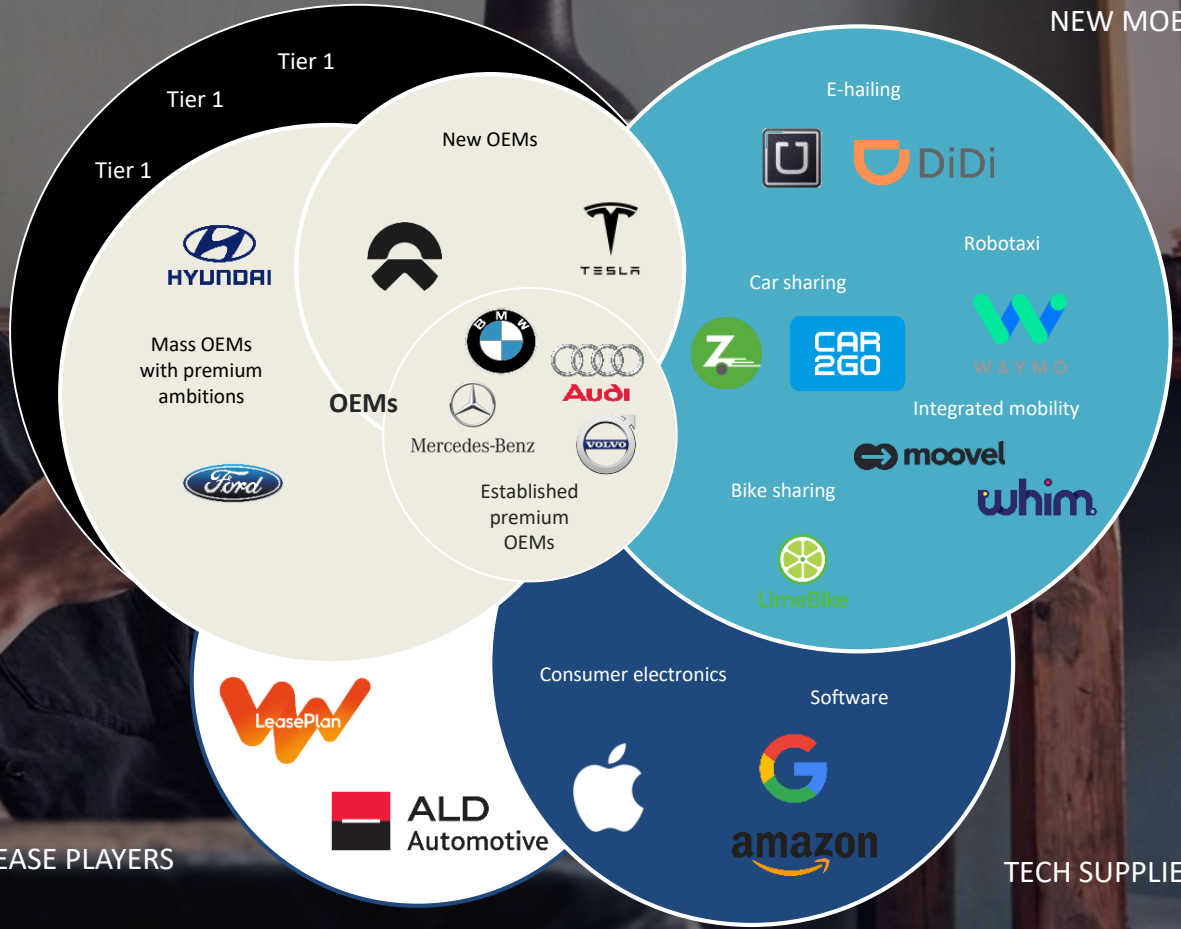 NEW MOB
Tier 1
Tier 1
Tier 1
E-hailing
New OEMs
DiDi
HYUNDAI
TESLA
Robotaxi
Car sharing
Mass OEMs
with premium
ambitions
BMW
Audi
CAR
2GO
WAYMO
OEMs
Mercedes-Benz
VOLVO
Integrated mobility
moovel
Ford
Established
premium
OEMs
Bike sharing
whim
LimeBike
Consumer electronics
Software
LeasePlan
ALD
Automotive
amazon
EASE PLAYERS
TECH SUPPLIE